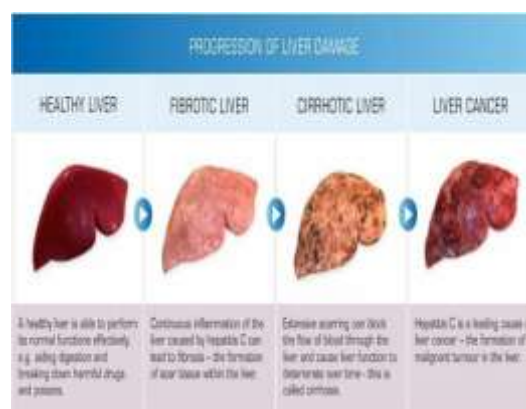 PROGRESSION OF LIVER DAMAGE
HEALTHY LIVER
FIBROTIC LIVER
CIRRHOTIC LIVER
LIVER CANCER
A healthy liver is able to perform
its normal functions effectively
e.g. aiding digestion and
breaking down harmful drugs
and poisons.
Continuous inflammation of the
liver caused by hepatitis C can
lead to fibrosis – the formation
of scar tissue within the liver.
Extensive scarring can block
the flow of blood through the
liver and cause liver function to
deteriorate over time - this is
called cirrhosis.
Hepatitis C is a leading cause
liver cancer – the formation of
malignant tumour in the liver.